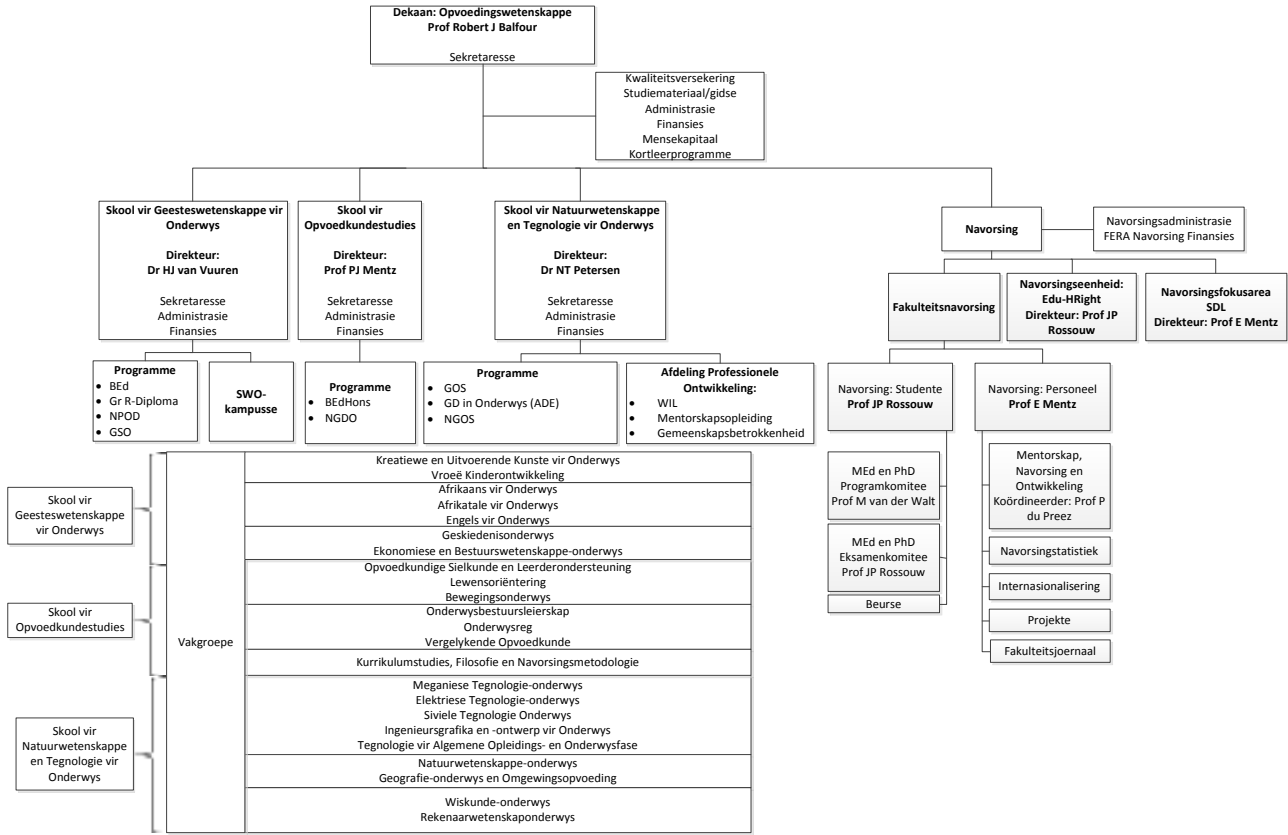 Dekaan: Opvoedingswetenskappe
Prof Robert J Balfour
Sekretaresse
Kwaliteitsversekering
Studiemateriaal/gidse
Administrasie
Finansies
Mensekapitaal
Kortleerprogramme
Skool vir Geesteswetenskappe vir
Onderwys
Direkteur:
Dr HJ van Vuuren
Sekretaresse
Administrasie
Finansies
Skool vir
Opvoedkundestudies
Direkteur:
Prof PJ Mentz
Sekretaresse
Administrasie
Finansies
Skool vir Natuurwetenskappe
en Tegnologie vir Onderwys
Direkteur:
Dr NT Petersen
Sekretaresse
Administrasie
Finansies
Navorsing
Navorsingsadministrasie
FERA Navorsing Finansies
Fakulteitsnavorsing
Navorsingseenheid:
Edu-HRight
Direkteur: Prof JP
Rossouw
Navorsingsfokusarea
SDL
Direkteur: Prof E Mentz
Programme
• BEd
• Gr R-Diploma
• NPOD
• GSO
SWO-
kampusse
Programme
• BEdHons
• NGDO
Programme
• GOS
• GD in Onderwys (ADE)
• NGOS
Afdeling Professionele
Ontwikkeling:
• WIL
• Mentorskapsopleiding
• Gemeenskapsbetrokkenheid
Navorsing: Studente
Prof JP Rossouw
Navorsing: Personeel
Prof E Mentz
MEd en PhD
Programkomitee
Prof M van der Walt
MEd en PhD
Eksamenkomitee
Prof JP Rossouw
Beurse
Mentorskap,
Navorsing en
Ontwikkeling
Koördineerder: Prof P
du Preez
Navorsingstatistiek
Internasionalisering
Projekte
Fakulteitsjoernaal
Skool vir
Geesteswetenskappe
vir Onderwys
Skool vir
Opvoedkundestudies
Skool vir
Natuurwetenskappe
en Tegnologie vir
Onderwys
Vakgroepe
Kreatiewe en Uitvoerende Kunste vir Onderwys
Vroeë Kinderontwikkeling
Afrikaans vir Onderwys
Afrikatale vir Onderwys
Engels vir Onderwys
Geskiedenisonderwys
Ekonomiese en Bestuurswetenskappe-onderwys
Opvoedkundige Sielkunde en Leerderondersteuning
Lewensoriëntering
Bewegingsonderwys
Onderwysbestuursleierskap
Onderwysreg
Vergelykende Opvoedkunde
Kurrikulumstudies, Filosofie en Navorsingsmetodologie
Meganiese Tegnologie-onderwys
Elektriese Tegnologie-onderwys
Siviele Tegnologie Onderwys
Ingenieursgrafika en -ontwerp vir Onderwys
Tegnologie vir Algemene Opleidings- en Onderwysfase
Natuurwetenskappe-onderwys
Geografie-onderwys en Omgewingsopvoeding
Wiskunde-onderwys
Rekenaarwetenskaponderwys